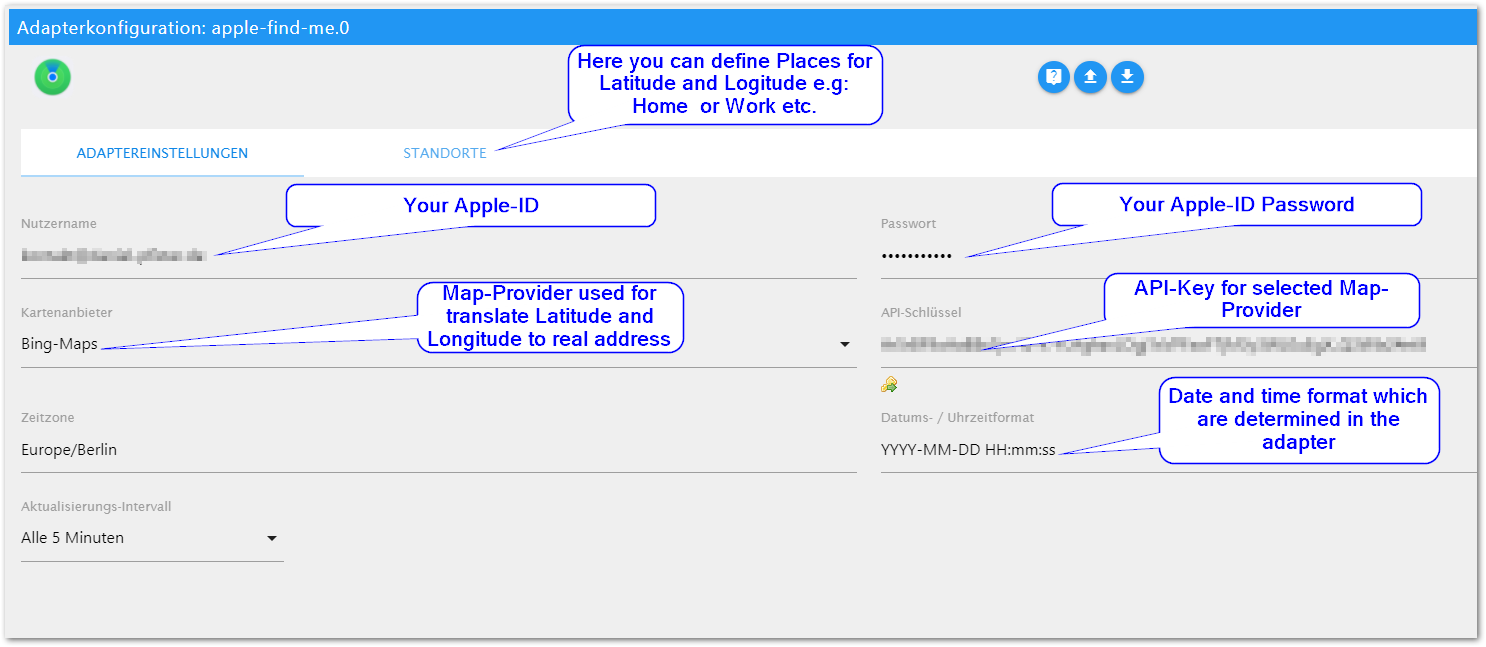 Adapterkonfiguration: apple-find-me.0
Here you can define Places for
Latitude and Logitude e.g:
Home or Work etc.
ADAPTEREINSTELLUNGEN
STANDORTE
Your Apple-ID
Your Apple-ID Password
Nutzername
Passwort
•••••••••••
Map-Provider used for
translate Latitude and
Longitude to real address
API-Key for selected Map-
Provider
Kartenanbieter
API-Schlüssel
Bing-Maps
Date and time format which
are determined in the
adapter
Zeitzone
Datums- / Uhrzeitformat
Europe/Berlin
YYYY-MM-DD HH:mm:ss
Aktualisierungs-Intervall
Alle 5 Minuten